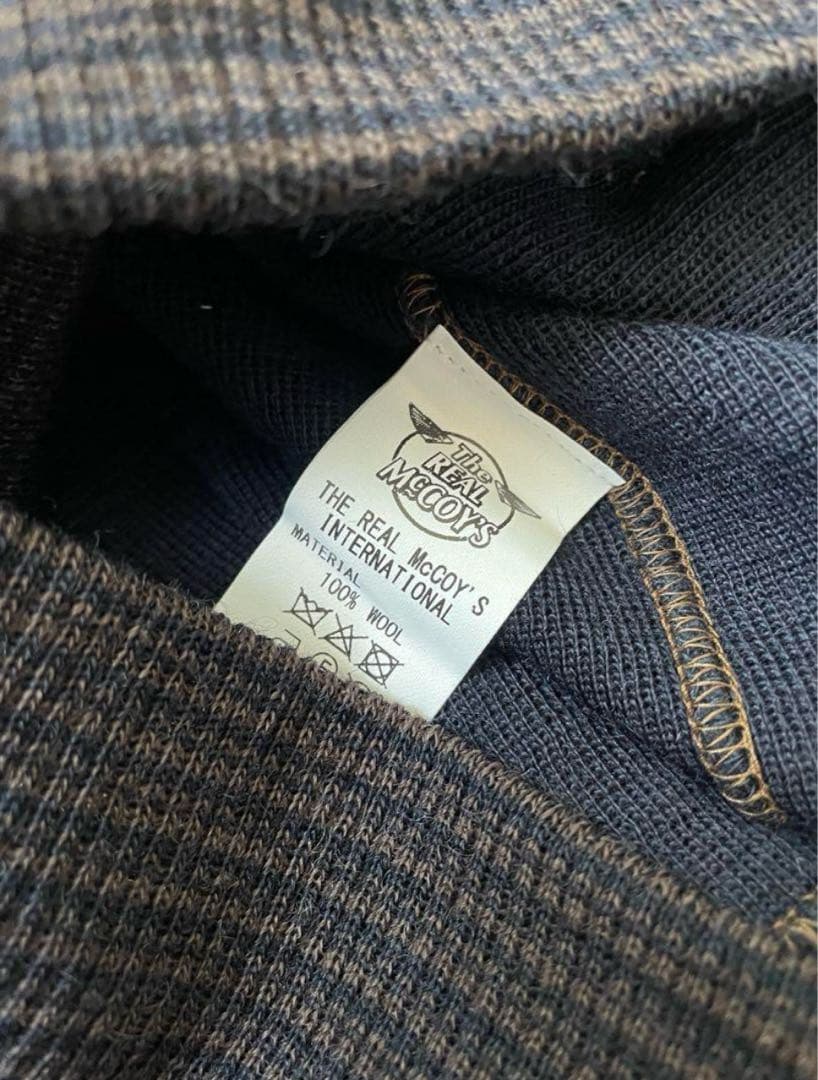 The
REAL
McCOY'S
THE REAL McCOY'S
INTERNATIONAL
MATERIAL
100% WOOL